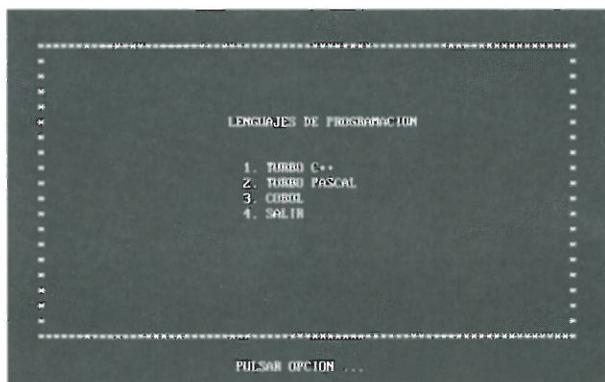 LENGUAJES DE PROGRAMACION
1. TURBO C++
2. TURBO PASCAL
3. COBOL
4. SALIR
PULSAR OPCION ...